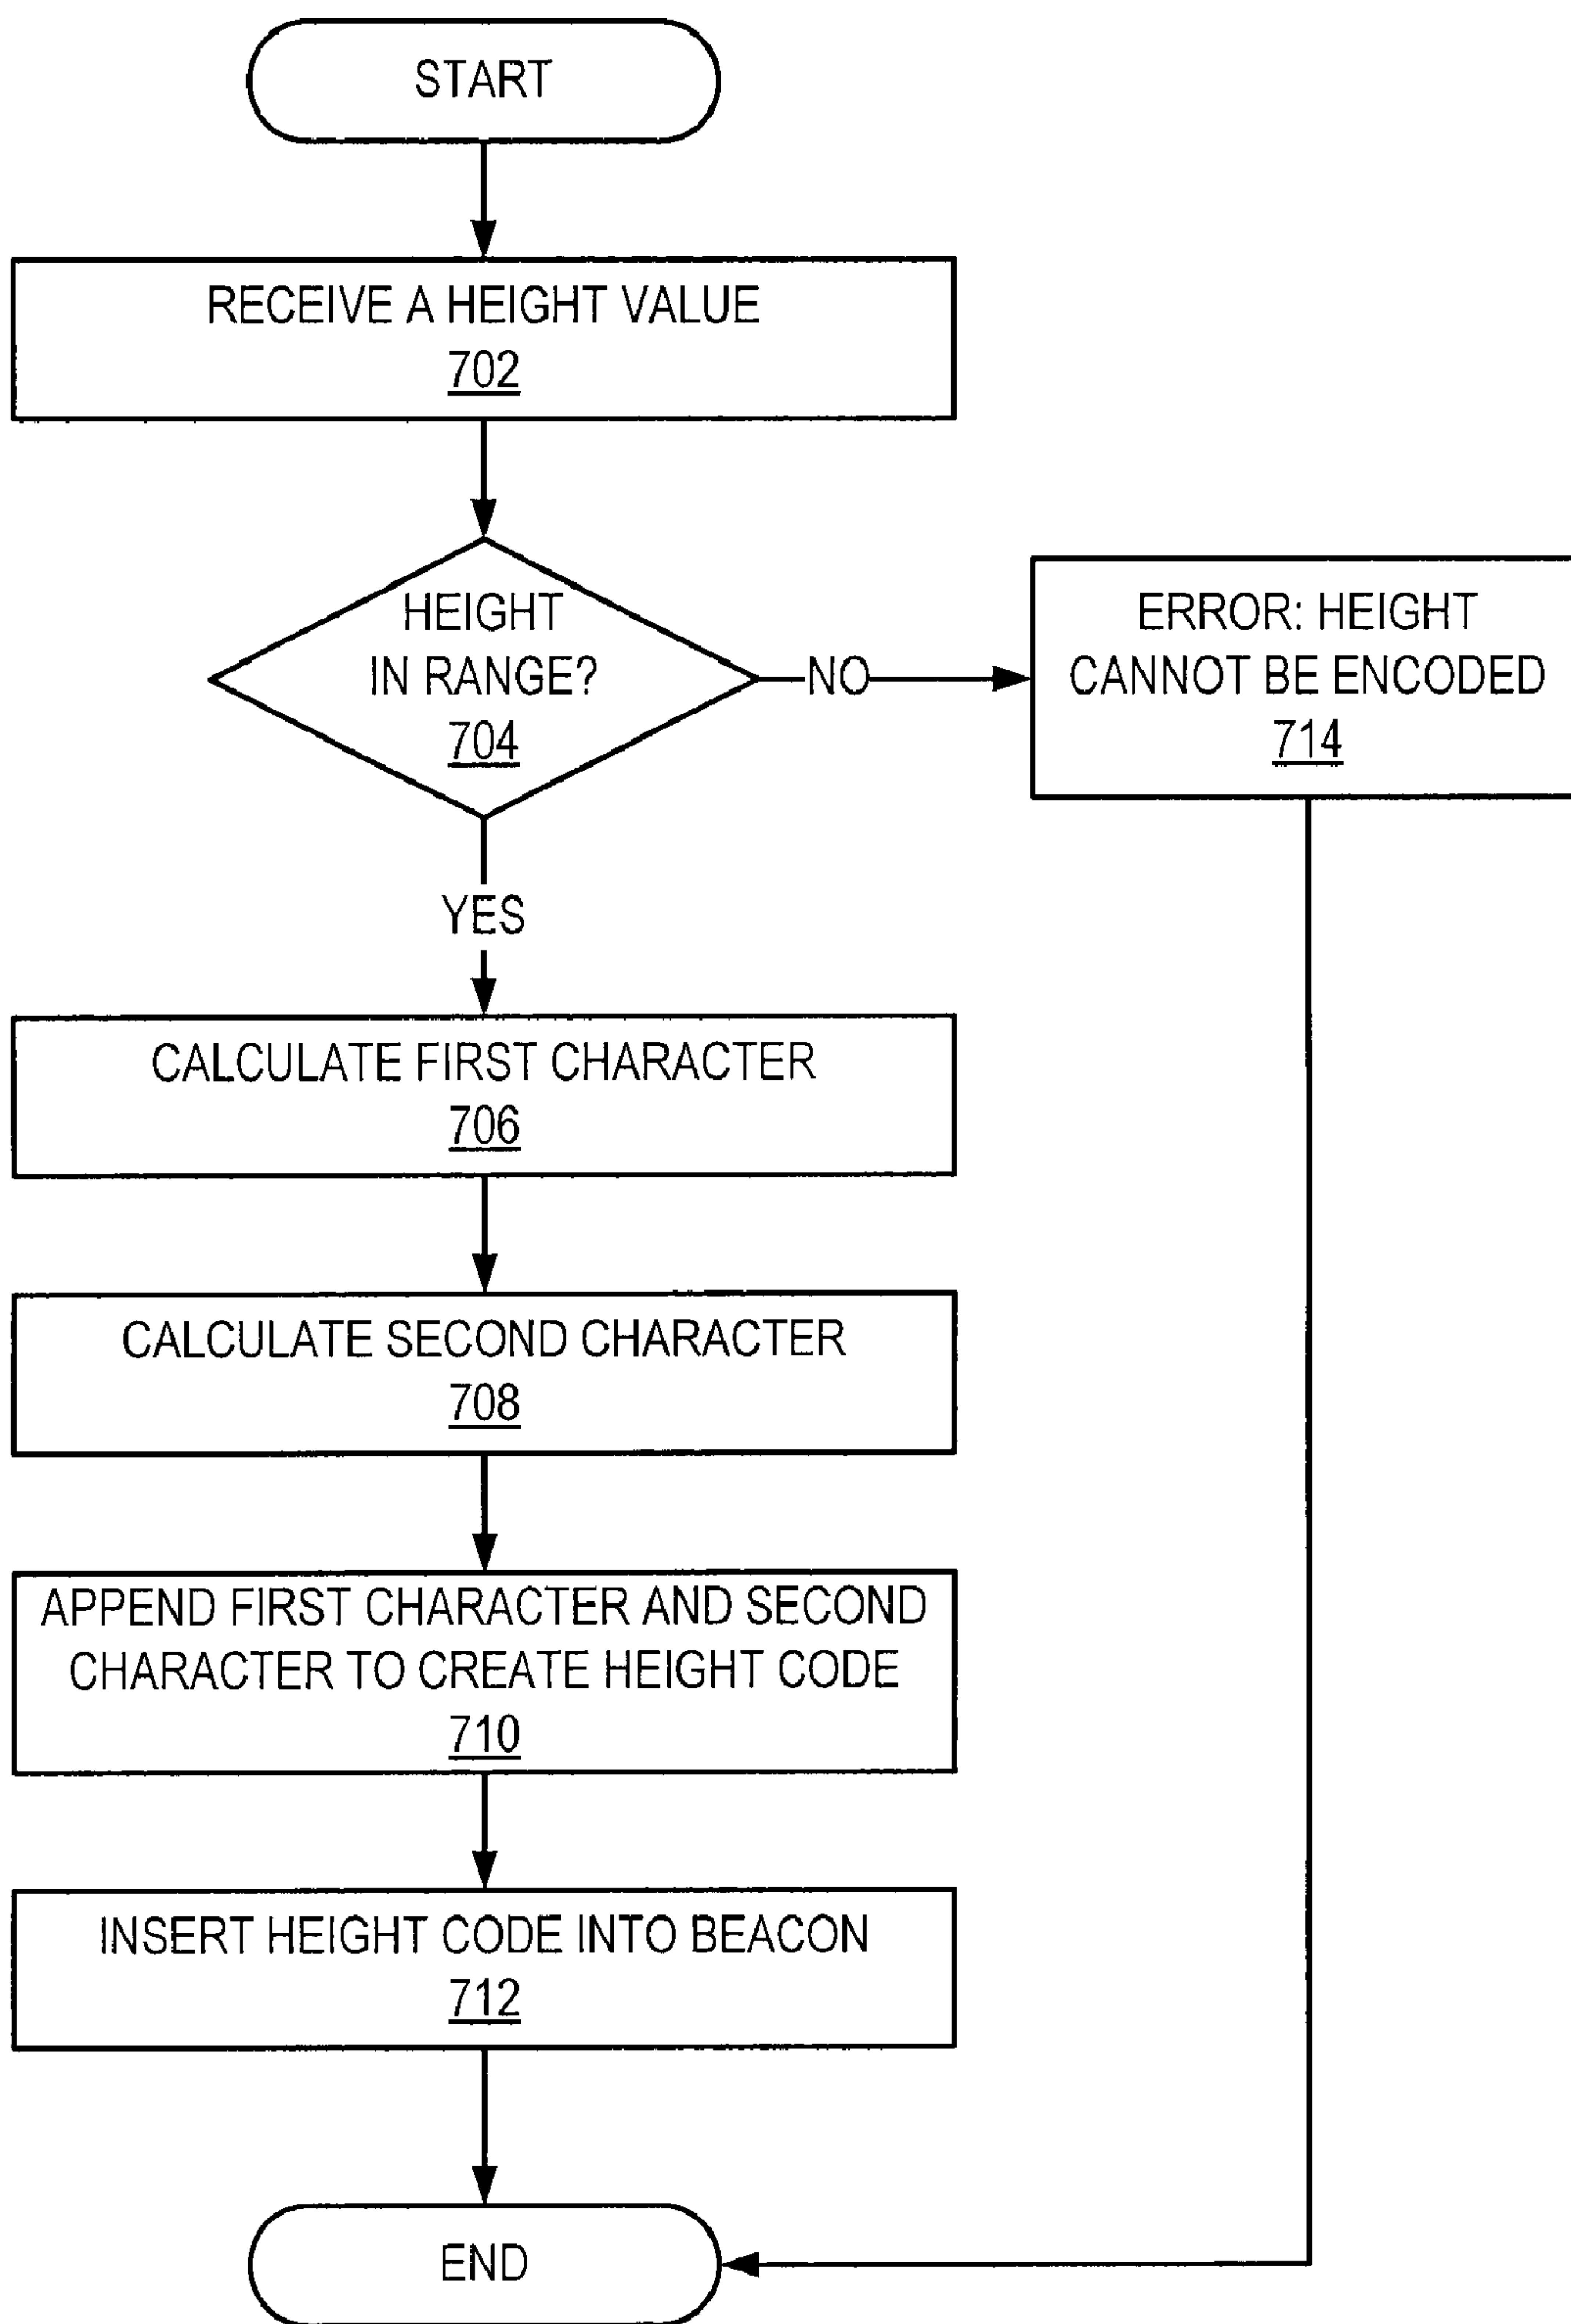 START
RECEIVE A HEIGHT VALUE
702
HEIGHT
IN RANGE?
704
NO
ERROR: HEIGHT
CANNOT BE ENCODED
714
YES
CALCULATE FIRST CHARACTER
706
CALCULATE SECOND CHARACTER
708
APPEND FIRST CHARACTER AND SECOND
CHARACTER TO CREATE HEIGHT CODE
710
INSERT HEIGHT CODE INTO BEACON
712
END